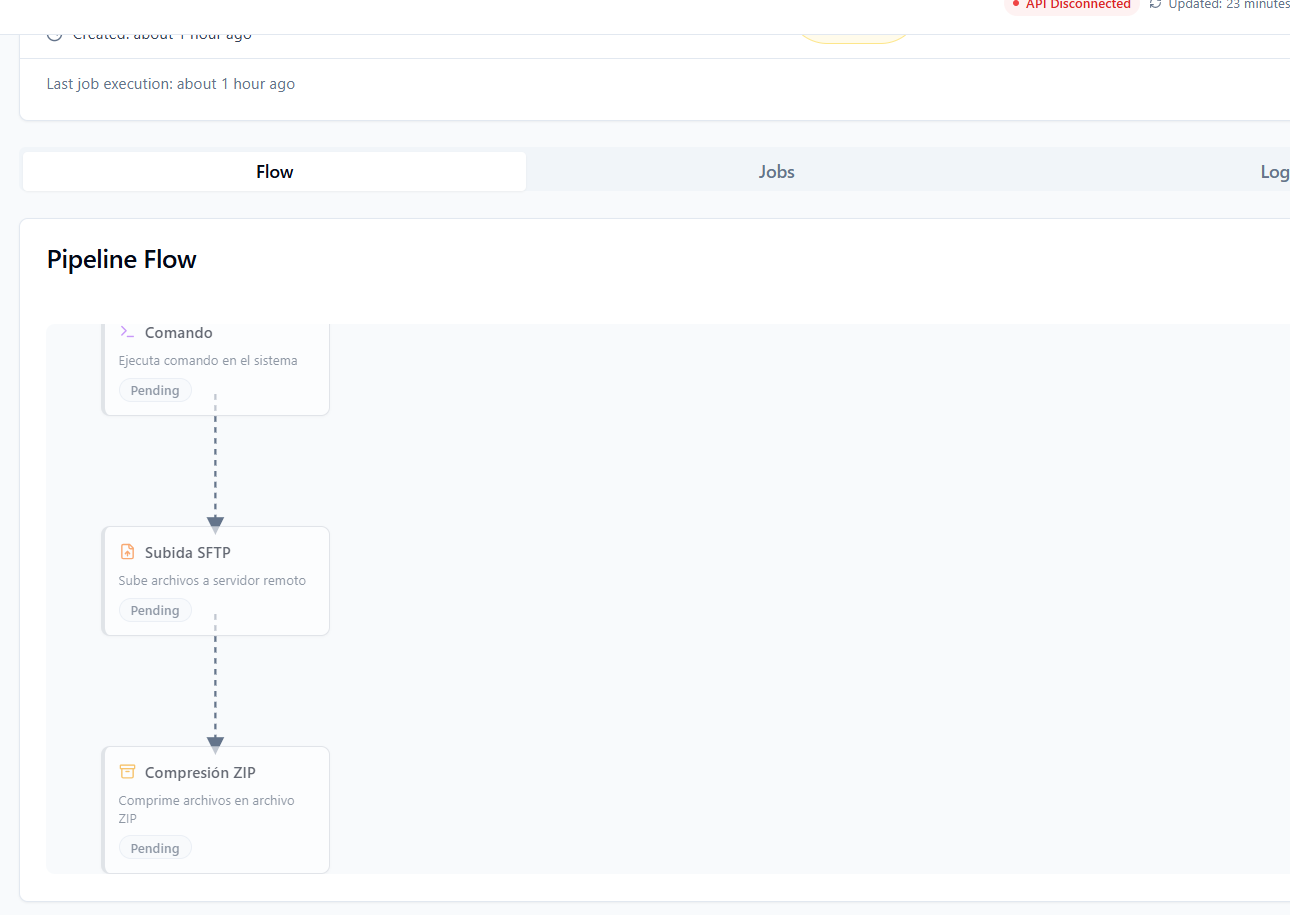 API Disconnected
Updated: 23 minutes
Created: about 1 hour ago
Last job execution: about 1 hour ago
Flow
Jobs
Log
Pipeline Flow
Comando
Ejecuta comando en el sistema
Pending
Subida SFTP
Sube archivos a servidor remoto
Pending
Compresión ZIP
Comprime archivos en archivo
ZIP
Pending